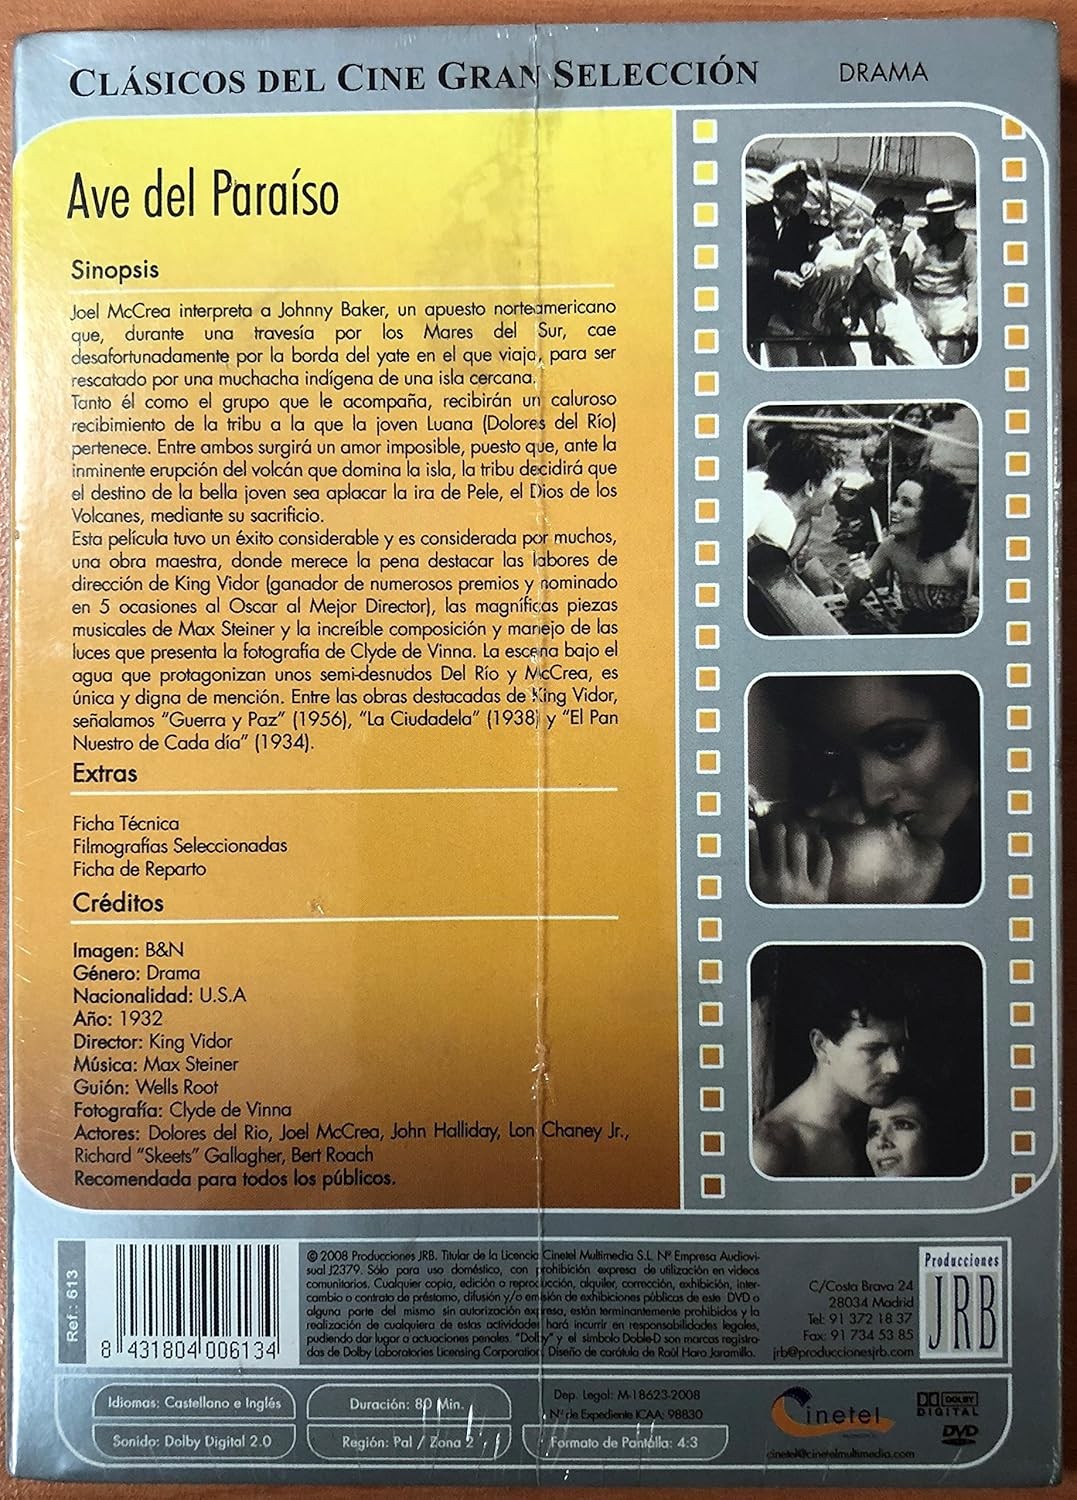 CLÁSICOS DEL CINE GRAN SELECCIÓN
DRAMA
Ave del Paraíso
Sinopsis
Joel McCrea interpreta a Johnny Baker, un apuesto norteamericano
que, durante una travesía por los Mares del Sur, cae
desafortunadamente por la borda del yate en el que viaja, para ser
rescatado por una muchacha indígena de una isla cercana.
Tanto él como el grupo que le acompaña, recibirán un caluroso
recibimiento de la tribu a la que la joven Luana (Dolores del Río)
pertenece. Entre ambos surgirá un amor imposible, puesto que, ante la
inminente erupción del volcán que domina la isla, la tribu decidirá que
el destino de la bella joven sea aplacar la ira de Pele, el Dios de los
Volcanes, mediante su sacrificio.
Esta película tuvo un éxito considerable y es considerada por muchos,
una obra maestra, donde merece la pena destacar las labores de
dirección de King Vidor (ganador de numerosos premios y nominado
en 5 ocasiones al Oscar al Mejor Director), las magníficas piezas
musicales de Max Steiner y la increíble composición y manejo de las
luces que presenta la fotografía de Clyde de Vinna. La escena bajo el
agua que protagonizan unos semi-desnudos Del Río y McCrea, es
única y digna de mención. Entre las obras destacadas de King Vidor,
señalamos "Guerra y Paz" (1956), "La Ciudadela" (1938) y "El Pan
Nuestro de Cada día" (1934).
Extras
Ficha Técnica
Filmografías Seleccionadas
Ficha de Reparto
Créditos
Imagen: B&N
Género: Drama
Nacionalidad: U.S.A
Año: 1932
Director: King Vidor
Música: Max Steiner
Guión: Wells Root
Fotografía: Clyde de Vinna
Actores: Dolores del Rio, Joel McCrea, John Halliday, Lon Chaney Jr.,
Richard "Skeets" Gallagher, Bert Roach
Recomendada para todos los públicos.
Ref.: 613
8 431804 006134
© 2008 Producciones JRB. Titular de la Licencia Cinetel Multimedia S.L. Nº Empresa Audiovi-
sual J2379. Sólo para uso doméstico, con prohibición expresa de utilización en videos
comunitarios. Cualquier copia, edición o reproducción, alquiler, corrección, exhibición, inter-
cambio o contrato de préstamo, difusión y/o emisión de exhibiciones públicas de este DVD o
alguna parte del mismo sin autorización expresa, están terminantemente prohibidos y la
realización de cualquiera de estas actividades hará incurrir en responsabilidades legales,
pudiendo dar lugar a actuaciones penales. "Dolby" y el símbolo Doble-D son marcas registra-
das de Dolby Laboratories Licensing Corporation. Diseño de carátula de Raúl Haro Jaramillo.
C/Costa Brava 24
28034 Madrid
Tel: 91 372 18 37
Fax: 91 734 53 85
jrb@produccionesjrb.com
Producciones
JRB
Idiomas: Castellano e Inglés
Sonido: Dolby Digital 2.0
Duración: 80 Min.
Región: Pal / Zona 2
Dep. Legal: M-18623-2008
Nº de Expediente ICAA: 98830
Formato de Pantalla: 4:3
Cinetel
cinetel@cinetelmultimedia.com
DOLBY
DIGITAL
DVD